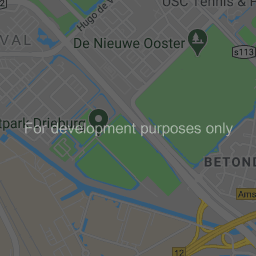 Hugo de V
USC Tennis & H
VAL
De Nieuwe Ooster
s113
For development purposes only
tpark Drieburg
BETOND
Ams
12